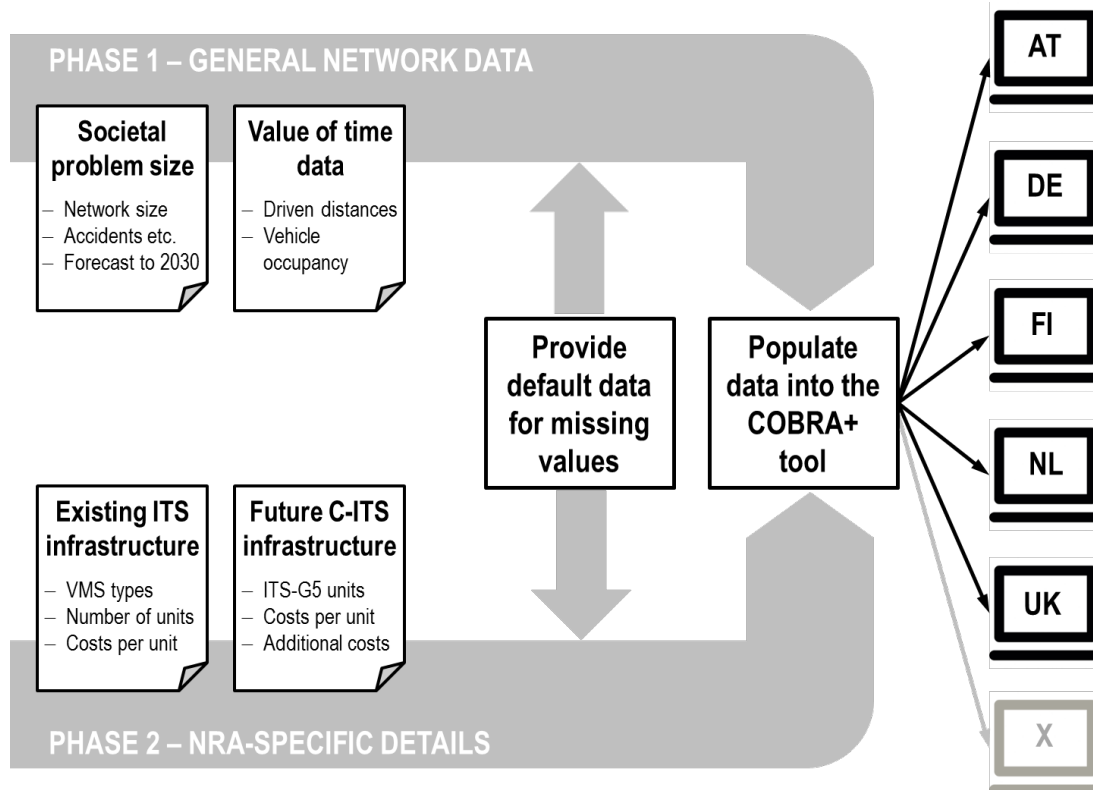 PHASE 1 – GENERAL NETWORK DATA
Societal
problem size
– Network size
– Accidents etc.
– Forecast to 2030
Value of time
data
– Driven distances
– Vehicle
occupancy
Provide
default data
for missing
values
Populate
data into the
COBRA+
tool
Existing ITS
infrastructure
– VMS types
– Number of units
– Costs per unit
Future C-ITS
infrastructure
– ITS-G5 units
– Costs per unit
– Additional costs
PHASE 2 – NRA-SPECIFIC DETAILS
AT
DE
FI
NL
UK
X